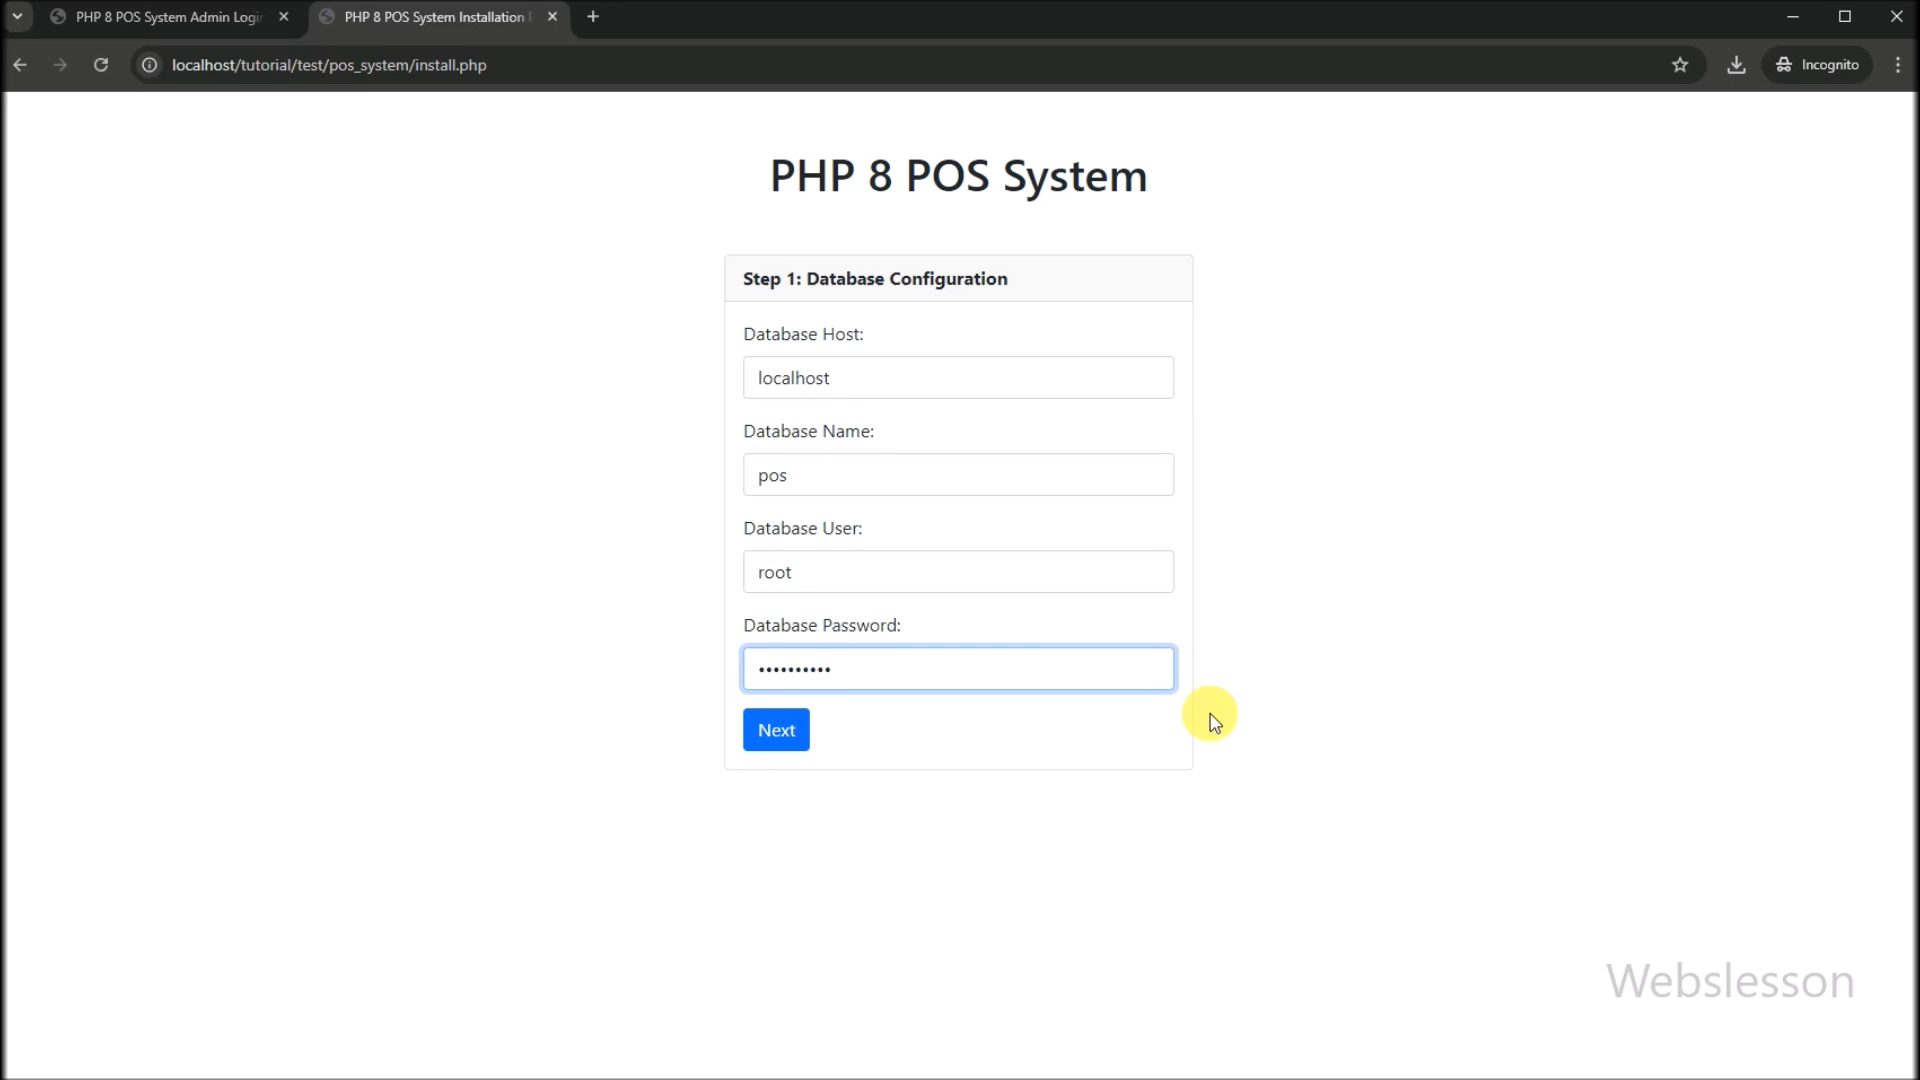 PHP 8 POS System Admin Login
PHP 8 POS System Installation
localhost/tutorial/test/pos_system/install.php
Incognito
PHP 8 POS System
Step 1: Database Configuration
Database Host:
localhost
Database Name:
pos
Database User:
root
Database Password:
••••••••••
Next
Webslesson